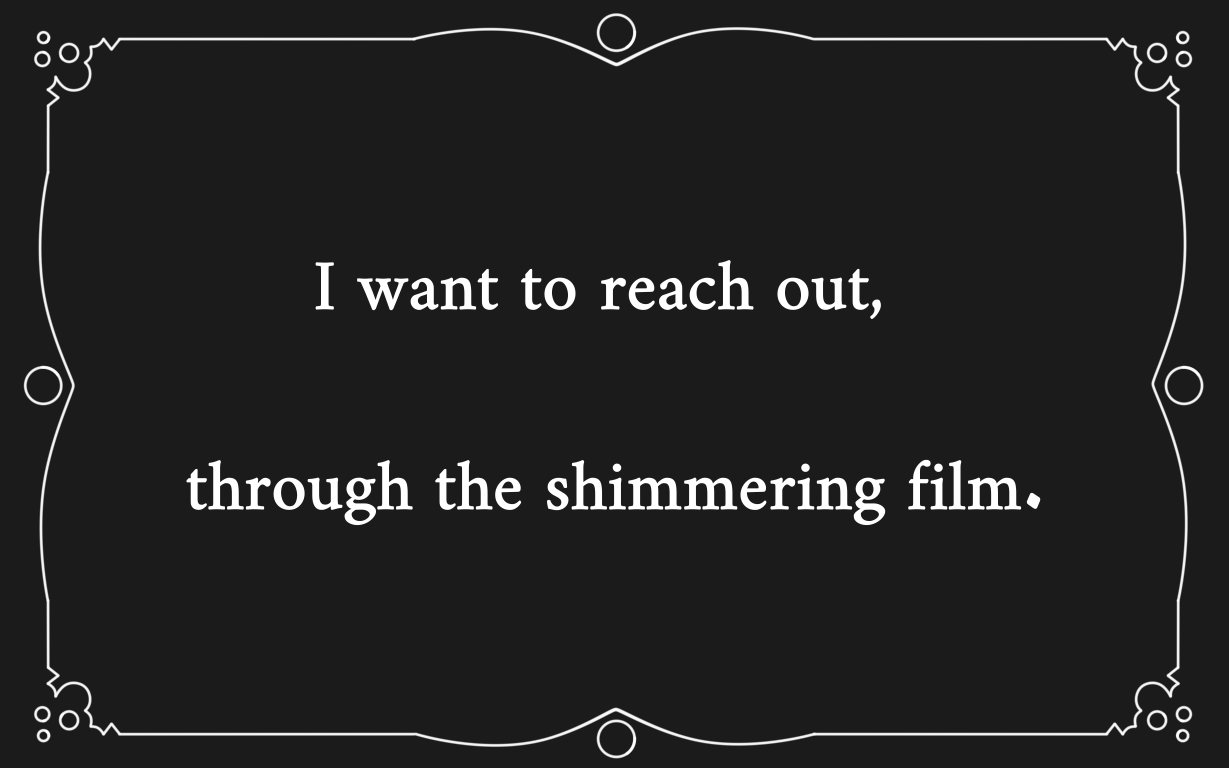 I want to reach out,
through the shimmering film.